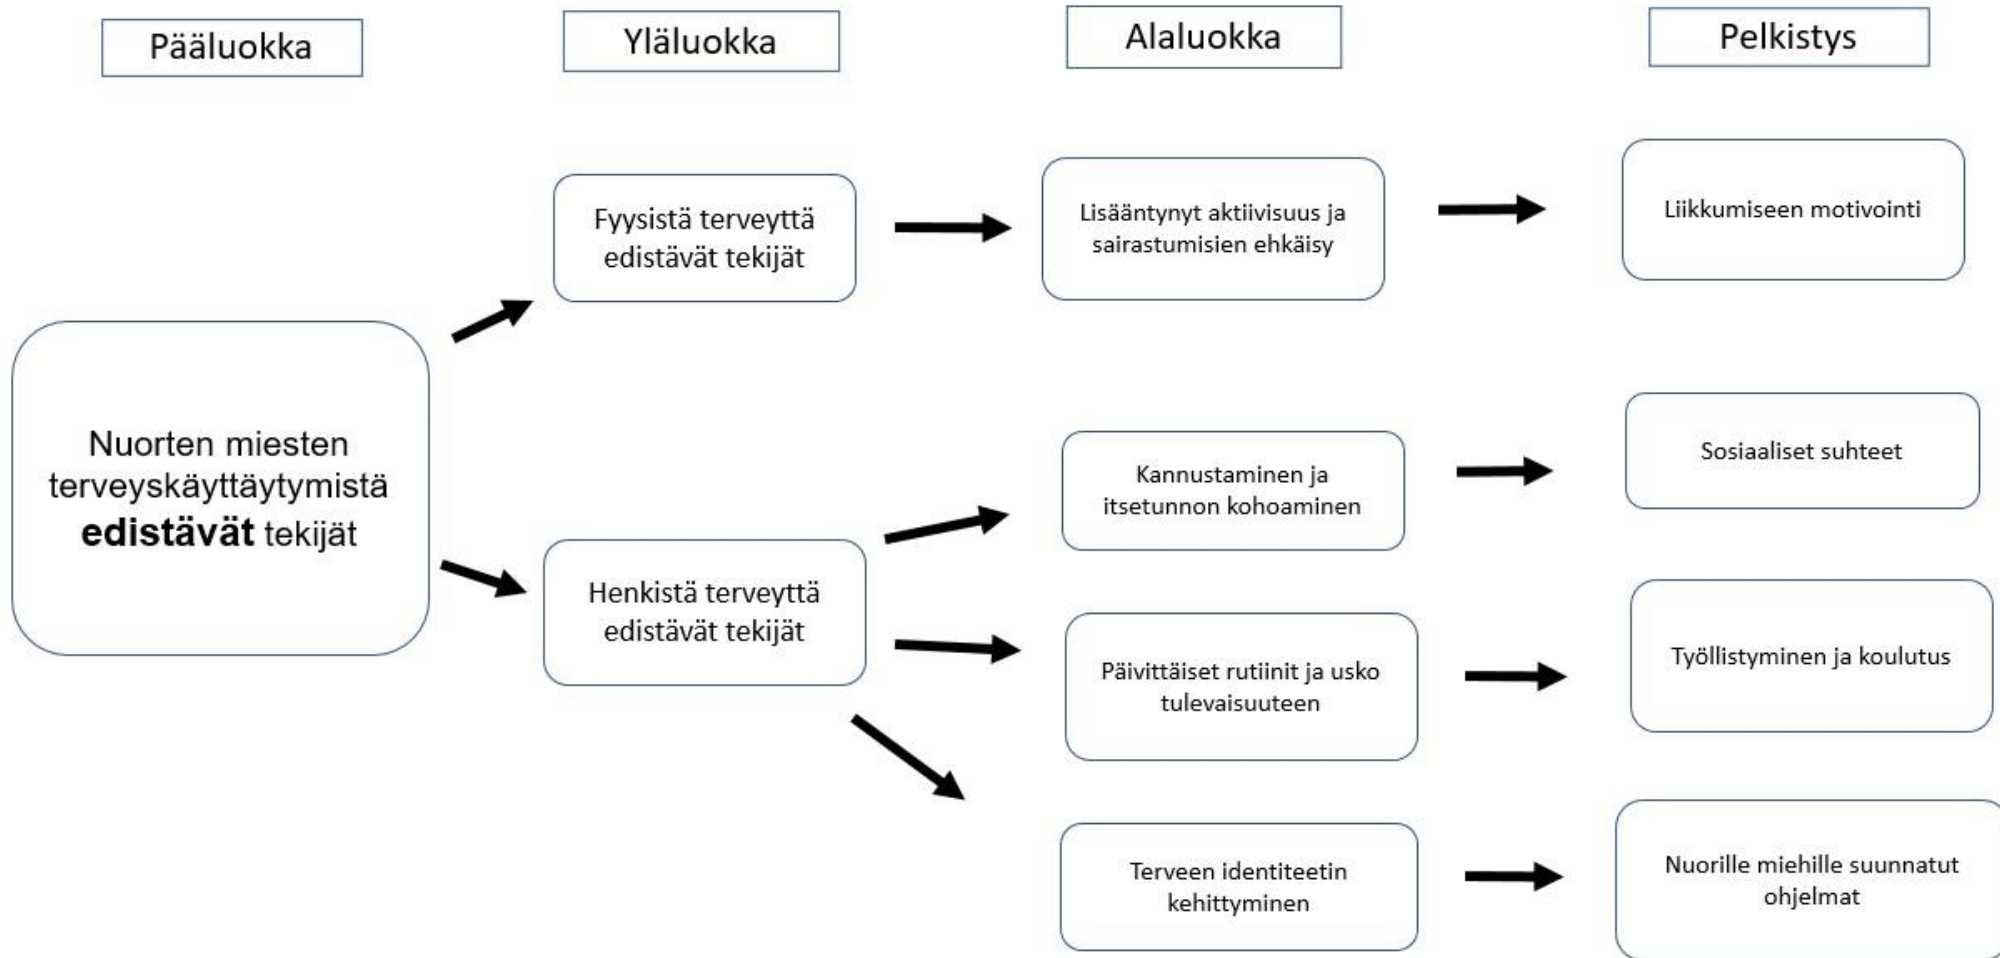 Pääluokka
Yläluokka
Alaluokka
Pelkistys
Nuorten miesten
terveyskäyttäytymistä
edistävät tekijät
Fyysistä terveyttä
edistävät tekijät
Lisääntynyt aktiivisuus ja
sairastumisien ehkäisy
Liikkumiseen motivointi
Henkistä terveyttä
edistävät tekijät
Kannustaminen ja
itsetunnon kohoaminen
Sosiaaliset suhteet
Päivittäiset rutiinit ja usko
tulevaisuuteen
Työllistyminen ja koulutus
Terveen identiteetin
kehittyminen
Nuorille miehille suunnatut
ohjelmat